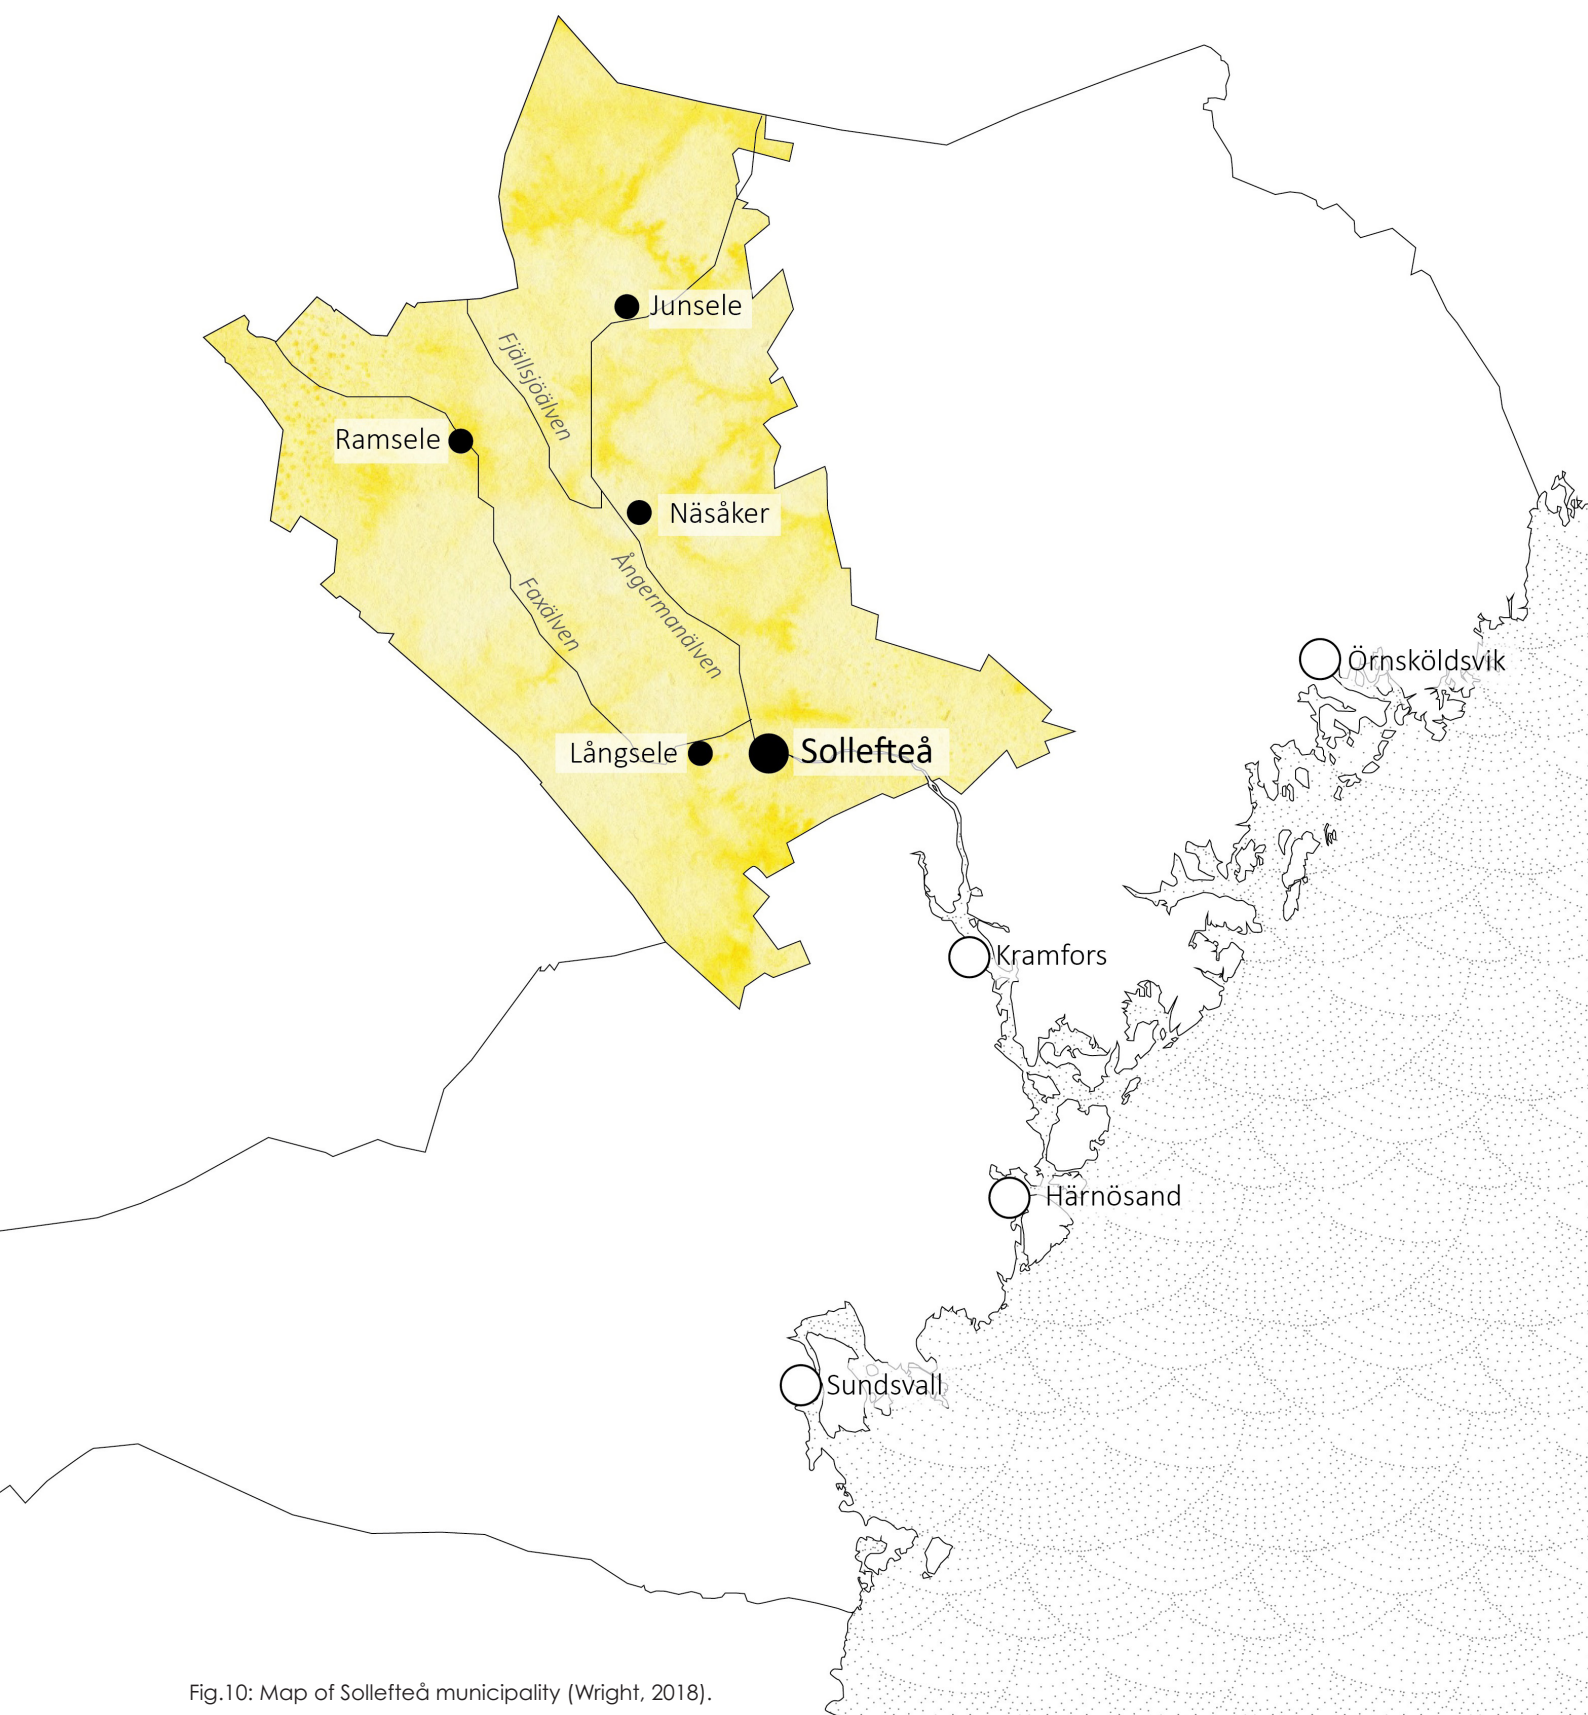 Junsele
Fjällsjöälven
Ramsele
Näsåker
Ångermanälven
Faxälven
Örnsköldsvik
Långsele
Sollefteå
Kramfors
Härnösand
Sundsvall
Fig.10: Map of Sollefteå municipality (Wright, 2018).